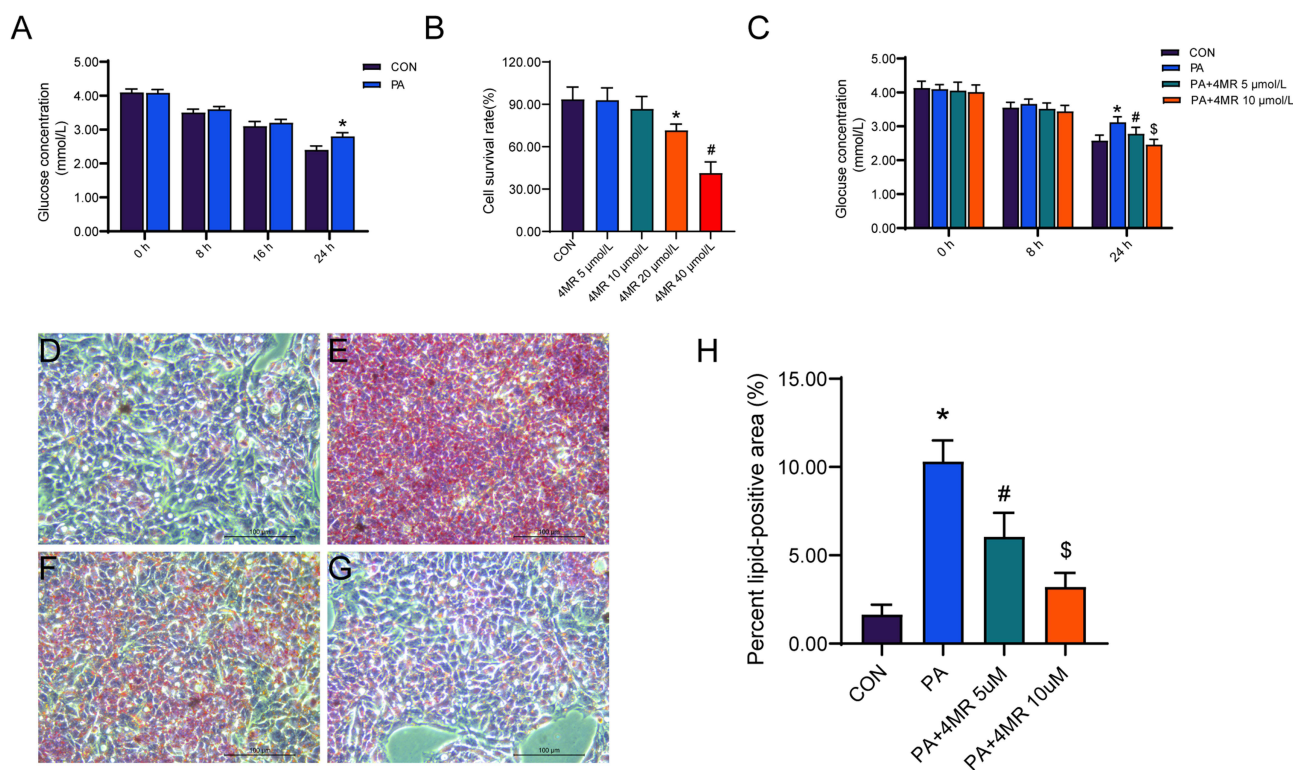 A
CON
PA
Glucose concentration
(mmol/L)
5.00
4.00
3.00
2.00
1.00
0.00
*
0 h
8 h
16 h
24 h
B
Cell survival rate(%)
120.00
90.00
60.00
30.00
0.00
*
#
CON
4MR 5 μmol/L
4MR 10 μmol/L
4MR 20 μmol/L
4MR 40 μmol/L
C
CON
PA
PA+4MR 5 μmol/L
PA+4MR 10 μmol/L
Glocuse concentration
(mmol/L)
5.00
4.00
3.00
2.00
1.00
0.00
*
#
$
0 h
8 h
24 h
D
100 μm
E
100 μm
F
100 μm
G
100 μm
H
Percent lipid-positive area (%)
15.00
10.00
5.00
0.00
*
#
$
CON
PA
PA+4MR 5uM
PA+4MR 10uM